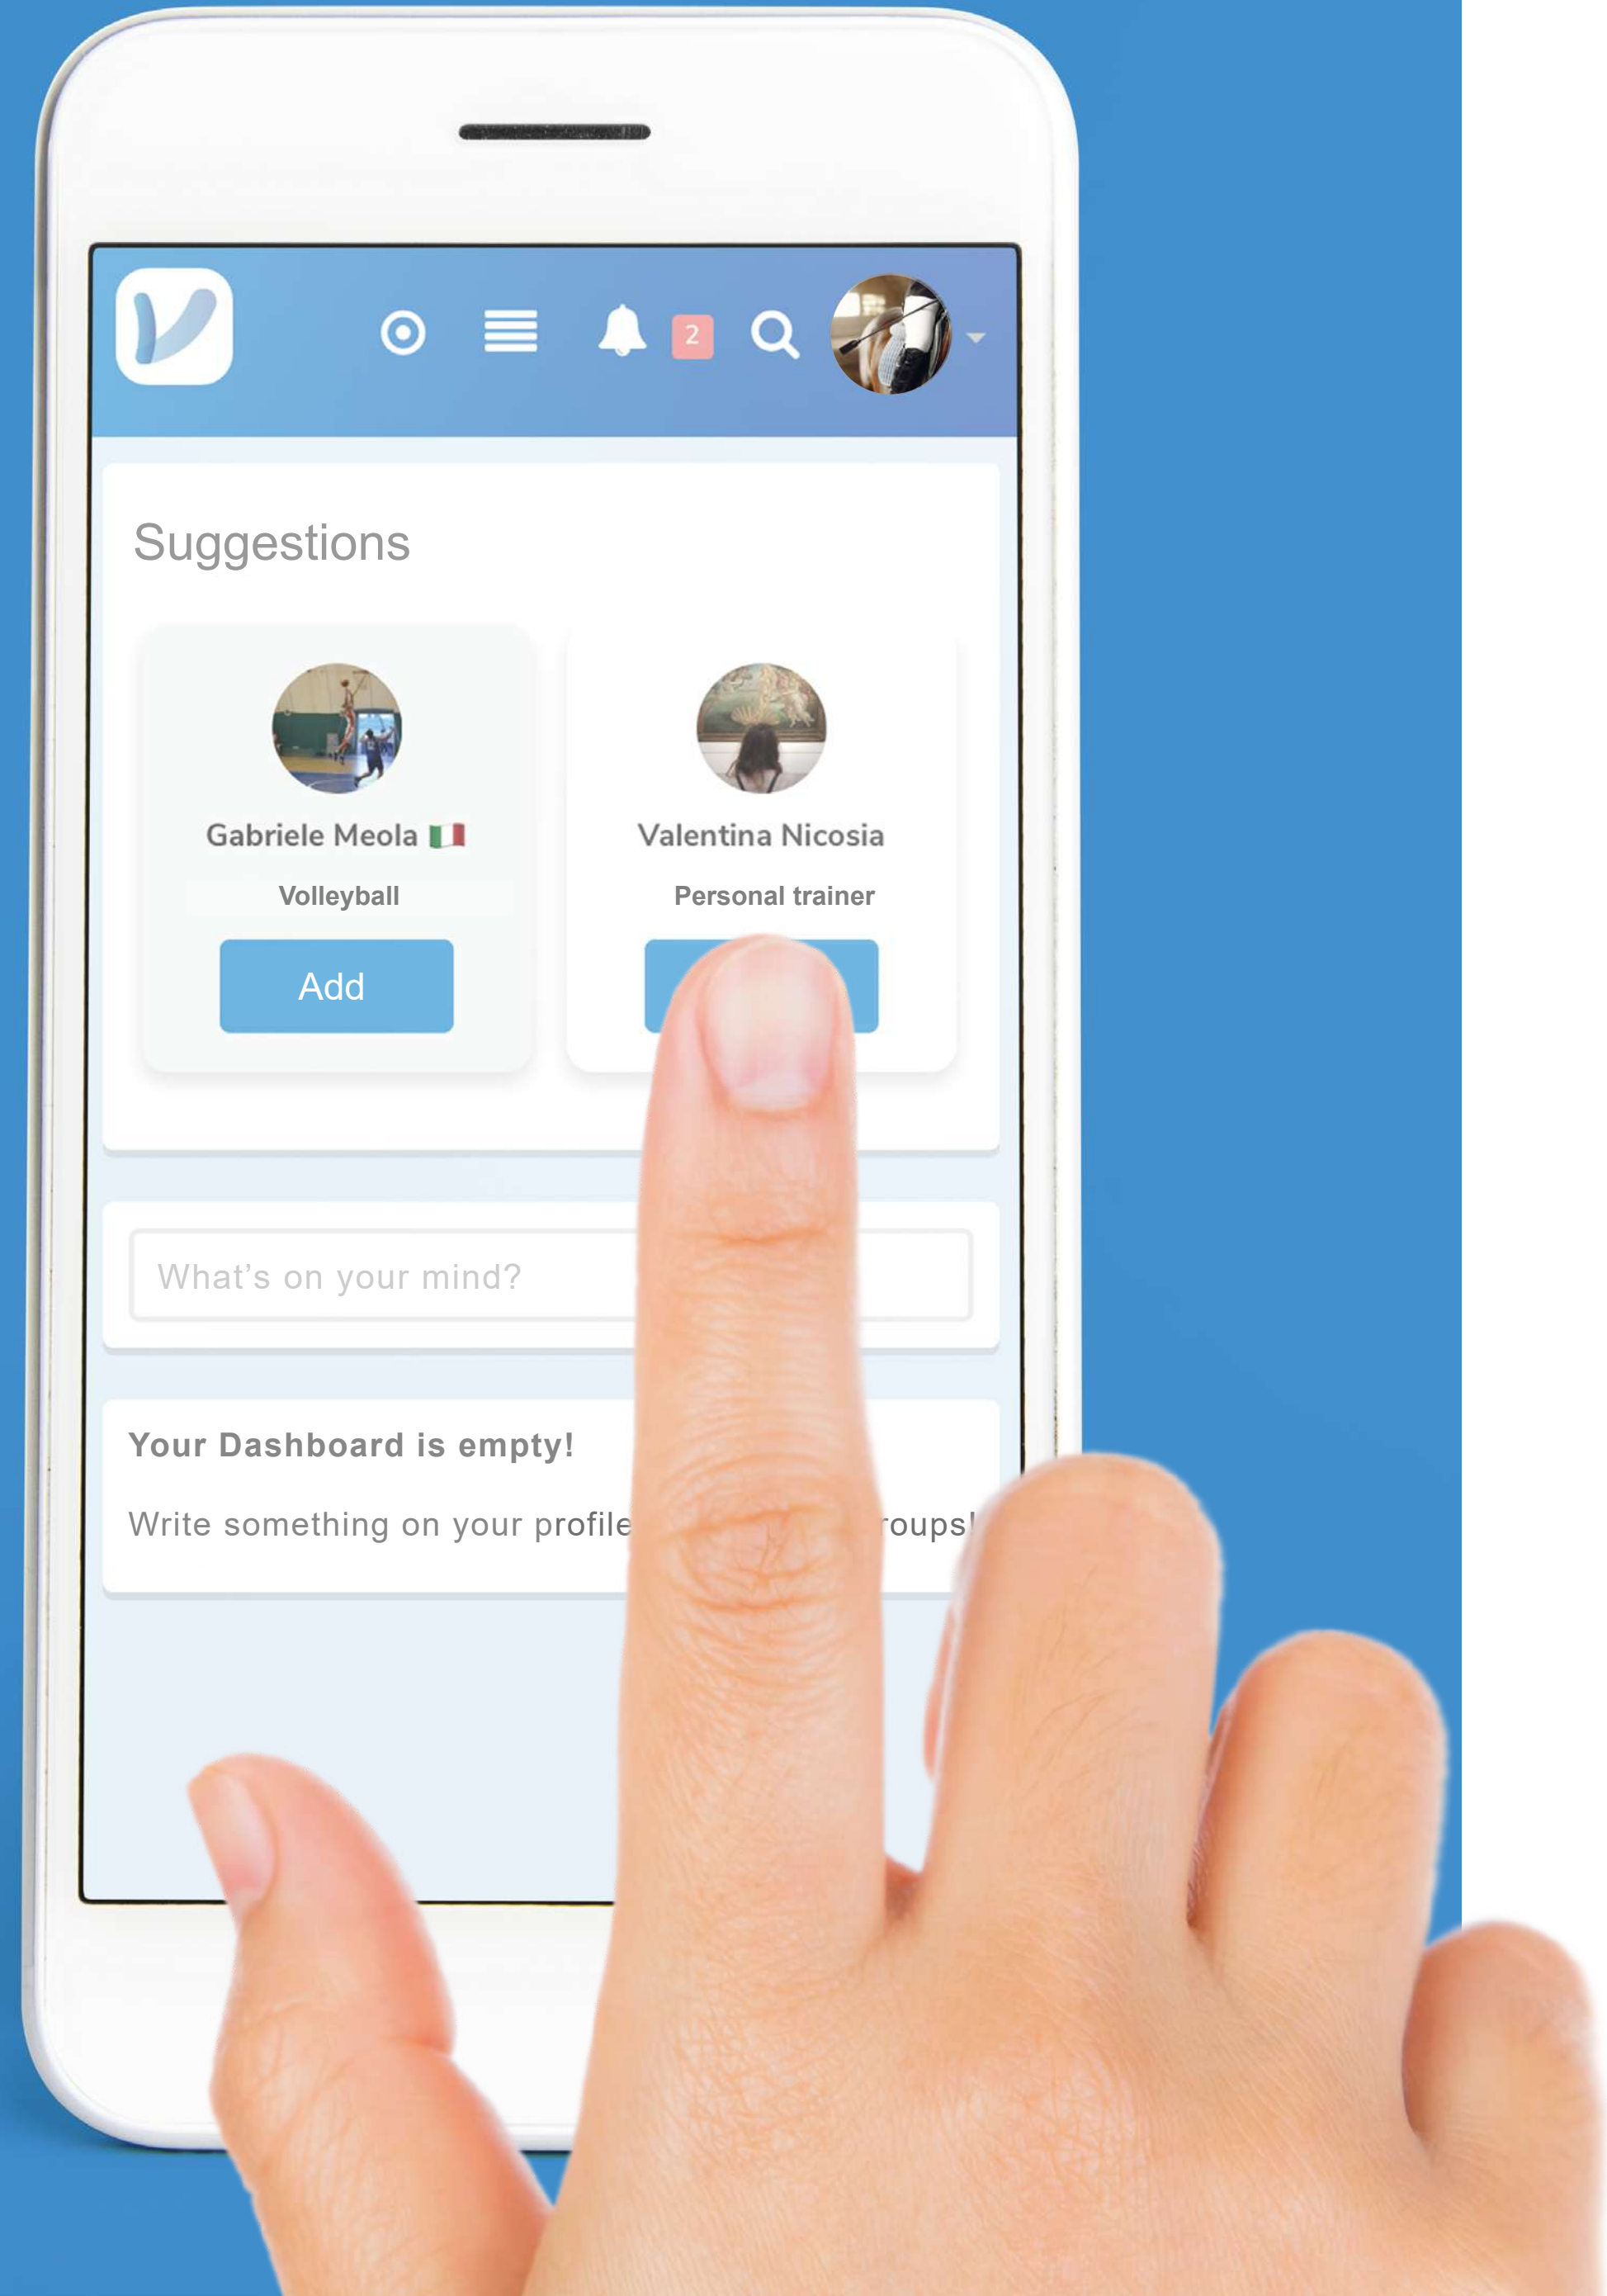 2
Suggestions
Gabriele Meola 🇮🇹
Valentina Nicosia
Volleyball
Personal trainer
Add
What's on your mind?
Your Dashboard is empty!
Write something on your profile